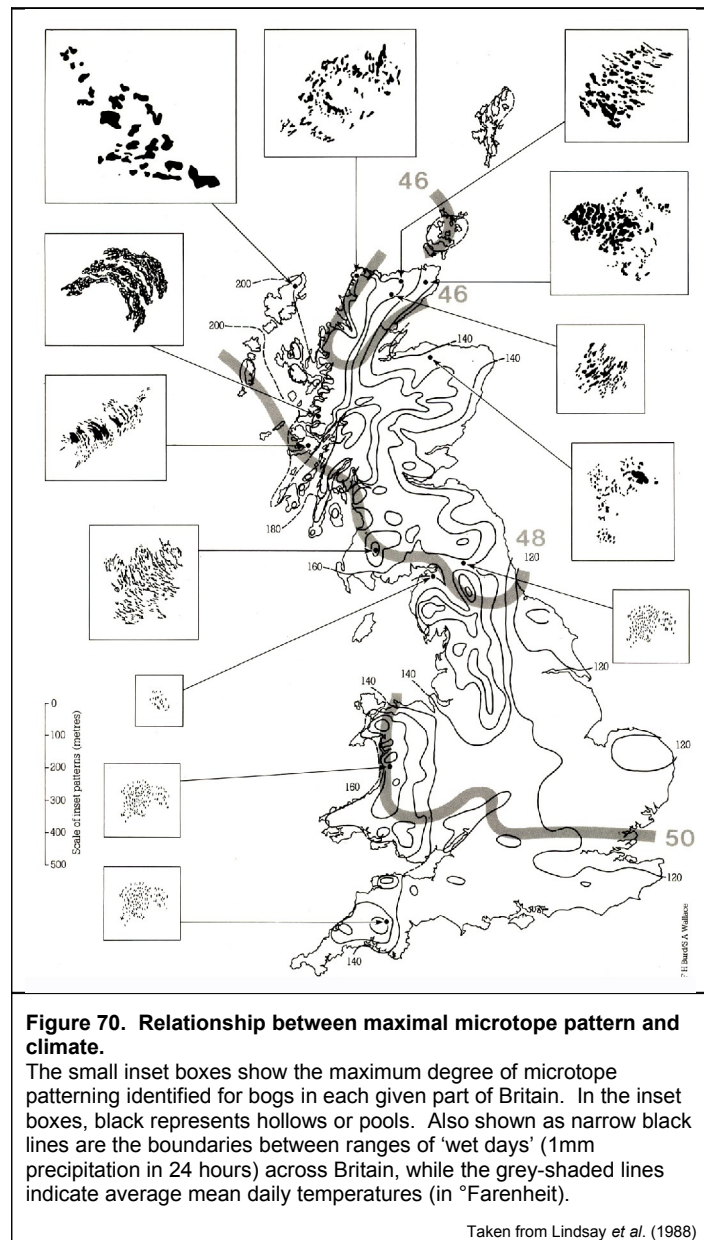 46
200
46
200
140
140
180
48
120
160
120
140
140
0
100
200
300
400
500
Scale of inset patterns (metres)
120
160
50
120
140
P H Burd/S A Wallace
Figure 70. Relationship between maximal microtope pattern and
climate.
The small inset boxes show the maximum degree of microtope
patterning identified for bogs in each given part of Britain. In the inset
boxes, black represents hollows or pools. Also shown as narrow black
lines are the boundaries between ranges of ‘wet days’ (1mm
precipitation in 24 hours) across Britain, while the grey-shaded lines
indicate average mean daily temperatures (in °Farenheit).
Taken from Lindsay et al. (1988)